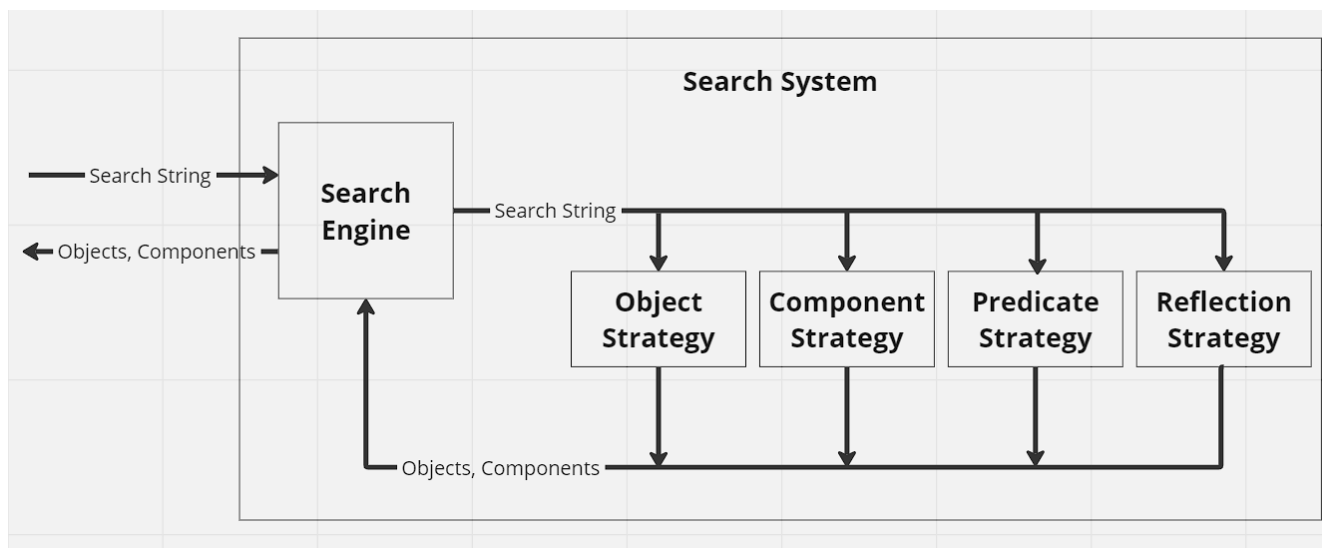 Search System
Search String
Search
Engine
Objects, Components
Search String
Object
Strategy
Component
Strategy
Predicate
Strategy
Reflection
Strategy
Objects, Components